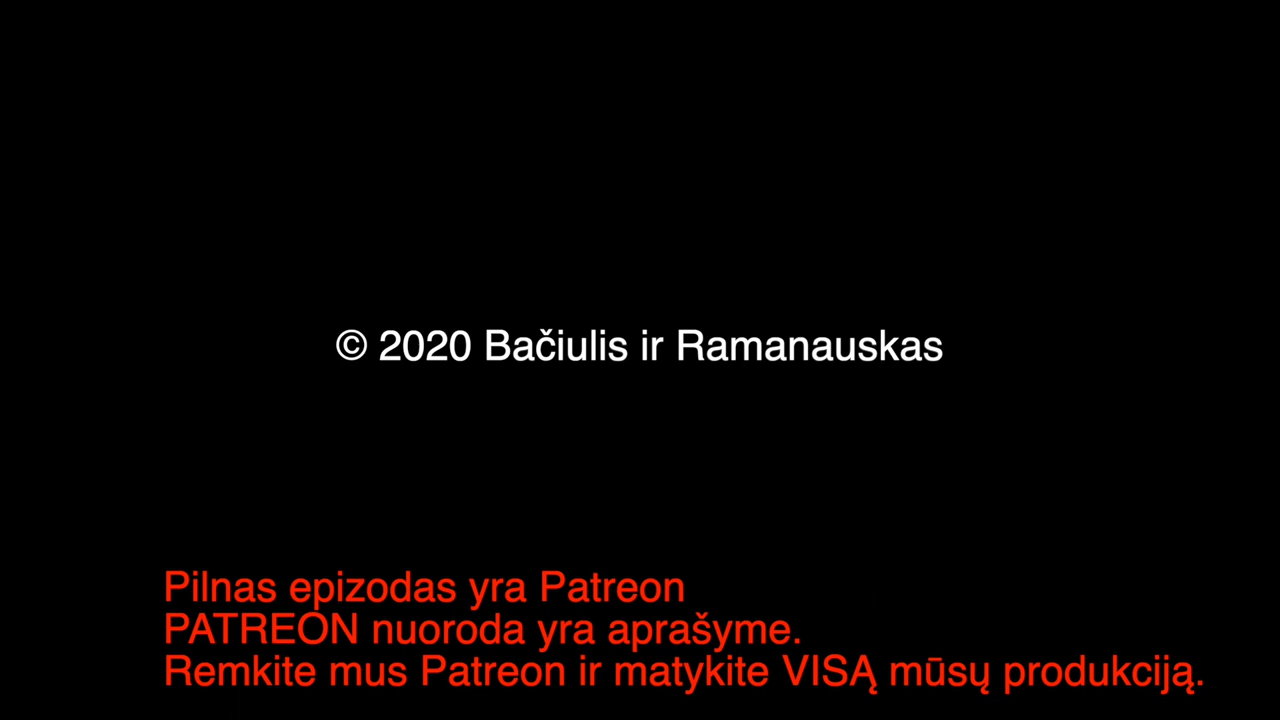 © 2020 Bačiulis ir Ramanauskas
Pilnas epizodas yra Patreon
PATREON nuoroda yra aprašyme.
Remkite mus Patreon ir matykite VISĄ mūsų produkciją.